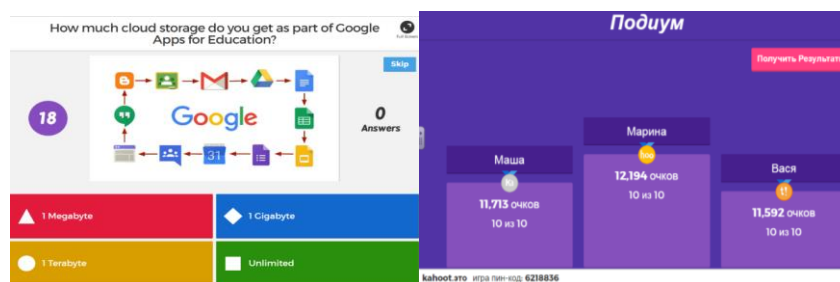 How much cloud storage do you get as part of Google
Apps for Education?
Skip
18
Google
31
0
Answers
1 Megabyte
1 Gigabyte
1 Terabyte
Unlimited
Подиум
Получить Результаты
Марина
12,194 очков
10 из 10
Маша
11,713 очков
10 из 10
Вася
11,592 очков
10 из 10
kahoot.это игра пин-код: 6218836